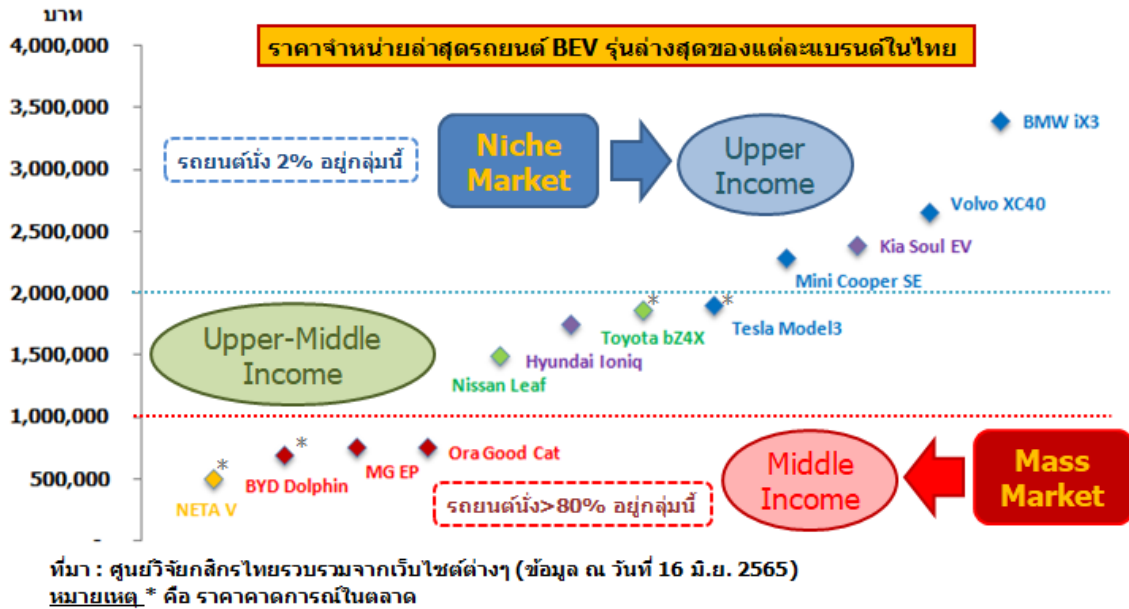 บาท
ราคาจำหน่ายล่าสุดรถยนต์ BEV รุ่นล่างสุดของแต่ละแบรนด์ในไทย
4,000,000
3,500,000
3,000,000
2,500,000
2,000,000
1,500,000
1,000,000
500,000
-
รถยนต์นั่ง 2% อยู่กลุ่มนี้
Niche
Market
Upper
Income
BMW iX3
Volvo XC40
Kia Soul EV
Mini Cooper SE
*
Tesla Model3
*
Toyota bZ4X
Hyundai Ioniq
Nissan Leaf
Upper-Middle
Income
Ora Good Cat
MG EP
*
BYD Dolphin
*
NETA V
รถยนต์นั่ง>80% อยู่กลุ่มนี้
Middle
Income
Mass
Market
ที่มา : ศูนย์วิจัยกสิกรไทยรวบรวมจากเว็บไซต์ต่างๆ (ข้อมูล ณ วันที่ 16 มิ.ย. 2565)
หมายเหตุ * คือ ราคาคาดการณ์ในตลาด